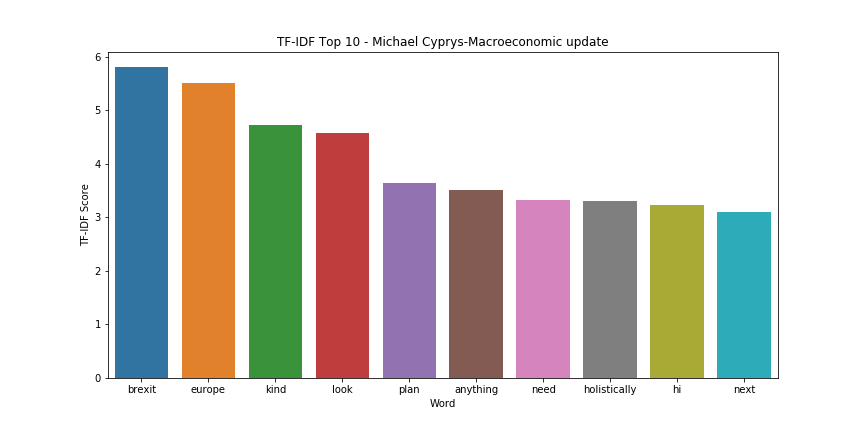 TF-IDF Top 10 - Michael Cyprys-Macroeconomic update
6
5
4
3
2
1
0
TF-IDF Score
brexit europe kind look plan anything need holistically hi next
Word